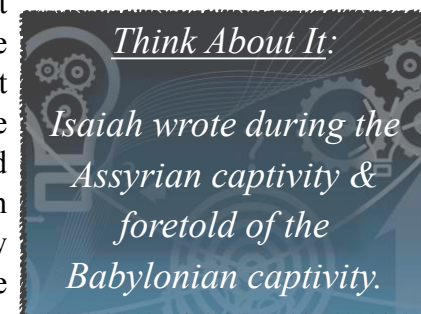 Think About It:
Isaiah wrote during the
Assyrian captivity &
foretold of the
Babylonian captivity.